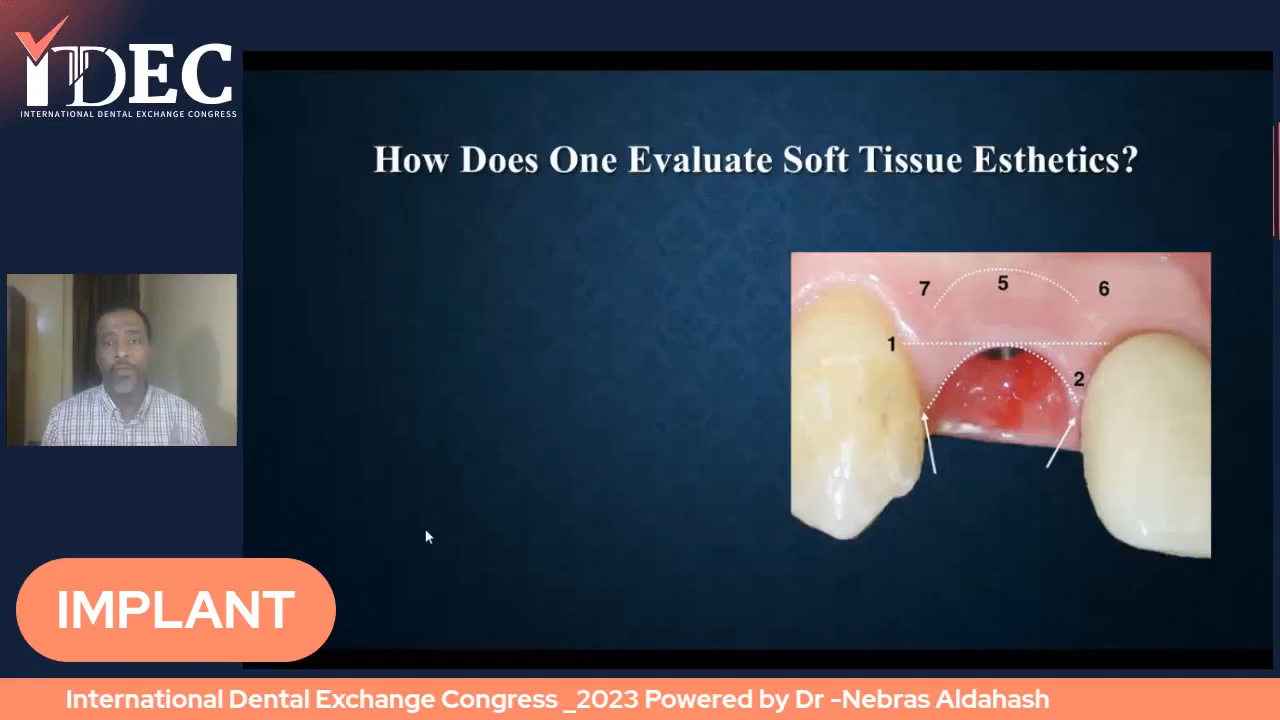 iTDEC
INTERNATIONAL DENTAL EXCHANGE CONGRESS
How Does One Evaluate Soft Tissue Esthetics?
7 5 6
1
2
IMPLANT
International Dental Exchange Congress _2023 Powered by Dr -Nebras Aldahash